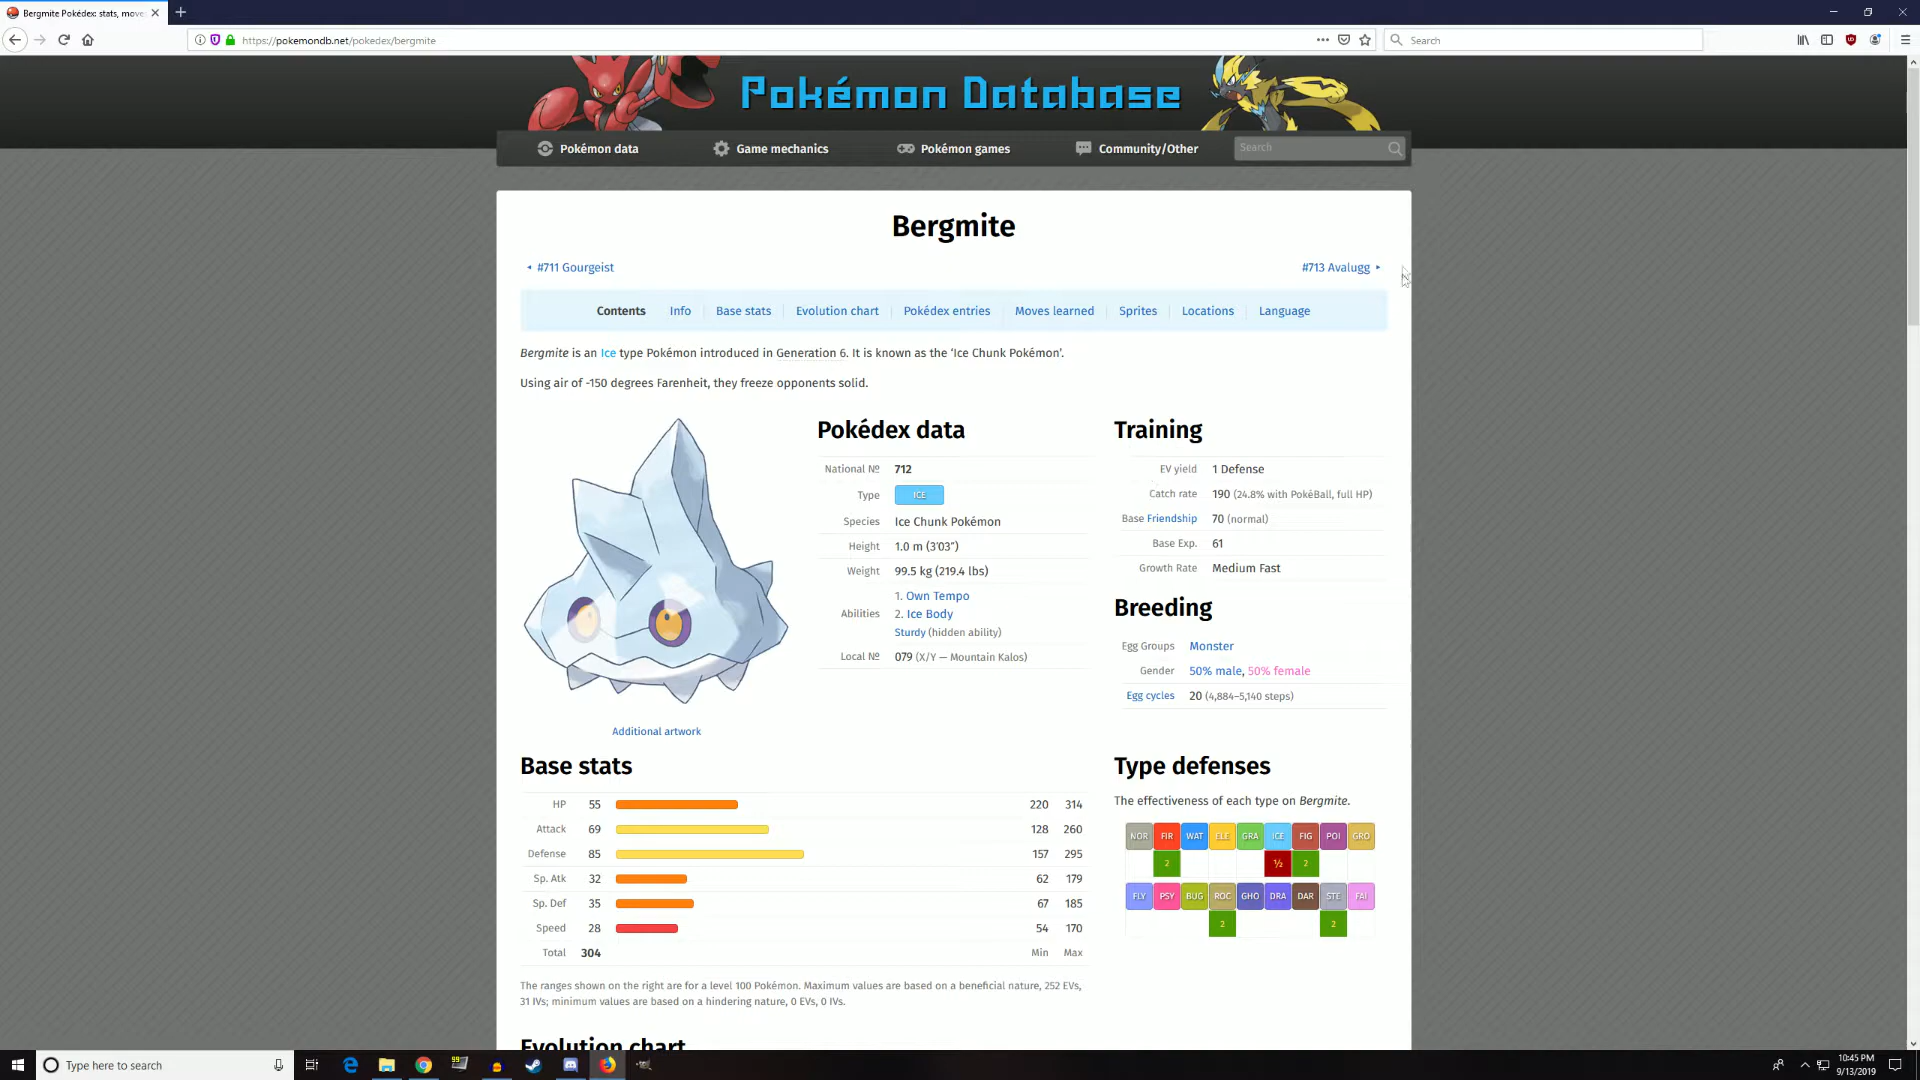 Bergmite Pokédex: stats, move
https://pokemondb.net/pokedex/bergmite
Search
Pokémon Database
Pokémon data
Game mechanics
Pokémon games
Community/Other
Search
Bergmite
#711 Gourgeist
#713 Avalugg
Contents Info Base stats Evolution chart Pokédex entries Moves learned Sprites Locations Language
Bergmite is an Ice type Pokémon introduced in Generation 6. It is known as the ‘Ice Chunk Pokémon’.
Using air of -150 degrees Farenheit, they freeze opponents solid.
Additional artwork
Pokédex data
National № 712
Type ICE
Species Ice Chunk Pokémon
Height 1.0 m (3′03″)
Weight 99.5 kg (219.4 lbs)
Abilities 1. Own Tempo
2. Ice Body
Sturdy (hidden ability)
Local № 079 (X/Y — Mountain Kalos)
Training
EV yield 1 Defense
Catch rate 190 (24.8% with PokéBall, full HP)
Base Friendship 70 (normal)
Base Exp. 61
Growth Rate Medium Fast
Breeding
Egg Groups Monster
Gender 50% male, 50% female
Egg cycles 20 (4,884–5,140 steps)
Base stats
HP 55 220 314
Attack 69 128 260
Defense 85 157 295
Sp. Atk 32 62 179
Sp. Def 35 67 185
Speed 28 54 170
Total 304 Min Max
The ranges shown on the right are for a level 100 Pokémon. Maximum values are based on a beneficial nature, 252 EVs,
31 IVs; minimum values are based on a hindering nature, 0 EVs, 0 IVs.
Type defenses
The effectiveness of each type on Bergmite.
NOR FIR WAT ELE GRA ICE FIG POI GRO
2 ½ 2
FLY PSY BUG ROC GHO DRA DAR STE FAI
2 2
Evolution chart
Type here to search
10:45 PM
9/13/2019